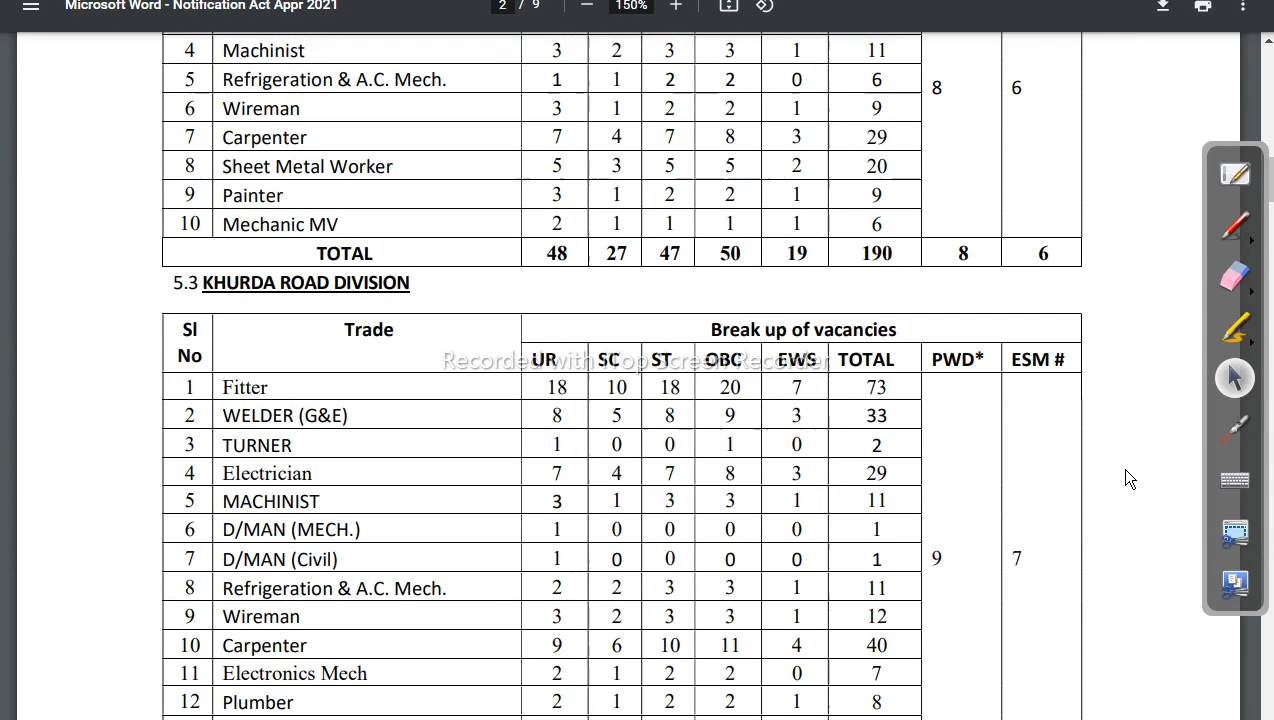 Microsoft Word - Notification Act Appr 2021 2 / 9 150%
4 Machinist 3 2 3 3 1 11
5 Refrigeration & A.C. Mech. 1 1 2 2 0 6 8 6
6 Wireman 3 1 2 2 1 9
7 Carpenter 7 4 7 8 3 29
8 Sheet Metal Worker 5 3 5 5 2 20
9 Painter 3 1 2 2 1 9
10 Mechanic MV 2 1 1 1 1 6
TOTAL 48 27 47 50 19 190 8 6
5.3 KHURDA ROAD DIVISION
Sl No Trade Break up of vacancies
UR SC ST OBC EWS TOTAL PWD* ESM #
Recorded with Top Screen Recorder
1 Fitter 18 10 18 20 7 73
2 WELDER (G&E) 8 5 8 9 3 33
3 TURNER 1 0 0 1 0 2
4 Electrician 7 4 7 8 3 29
5 MACHINIST 3 1 3 3 1 11
6 D/MAN (MECH.) 1 0 0 0 0 1
7 D/MAN (Civil) 1 0 0 0 0 1 9 7
8 Refrigeration & A.C. Mech. 2 2 3 3 1 11
9 Wireman 3 2 3 3 1 12
10 Carpenter 9 6 10 11 4 40
11 Electronics Mech 2 1 2 2 0 7
12 Plumber 2 1 2 2 1 8